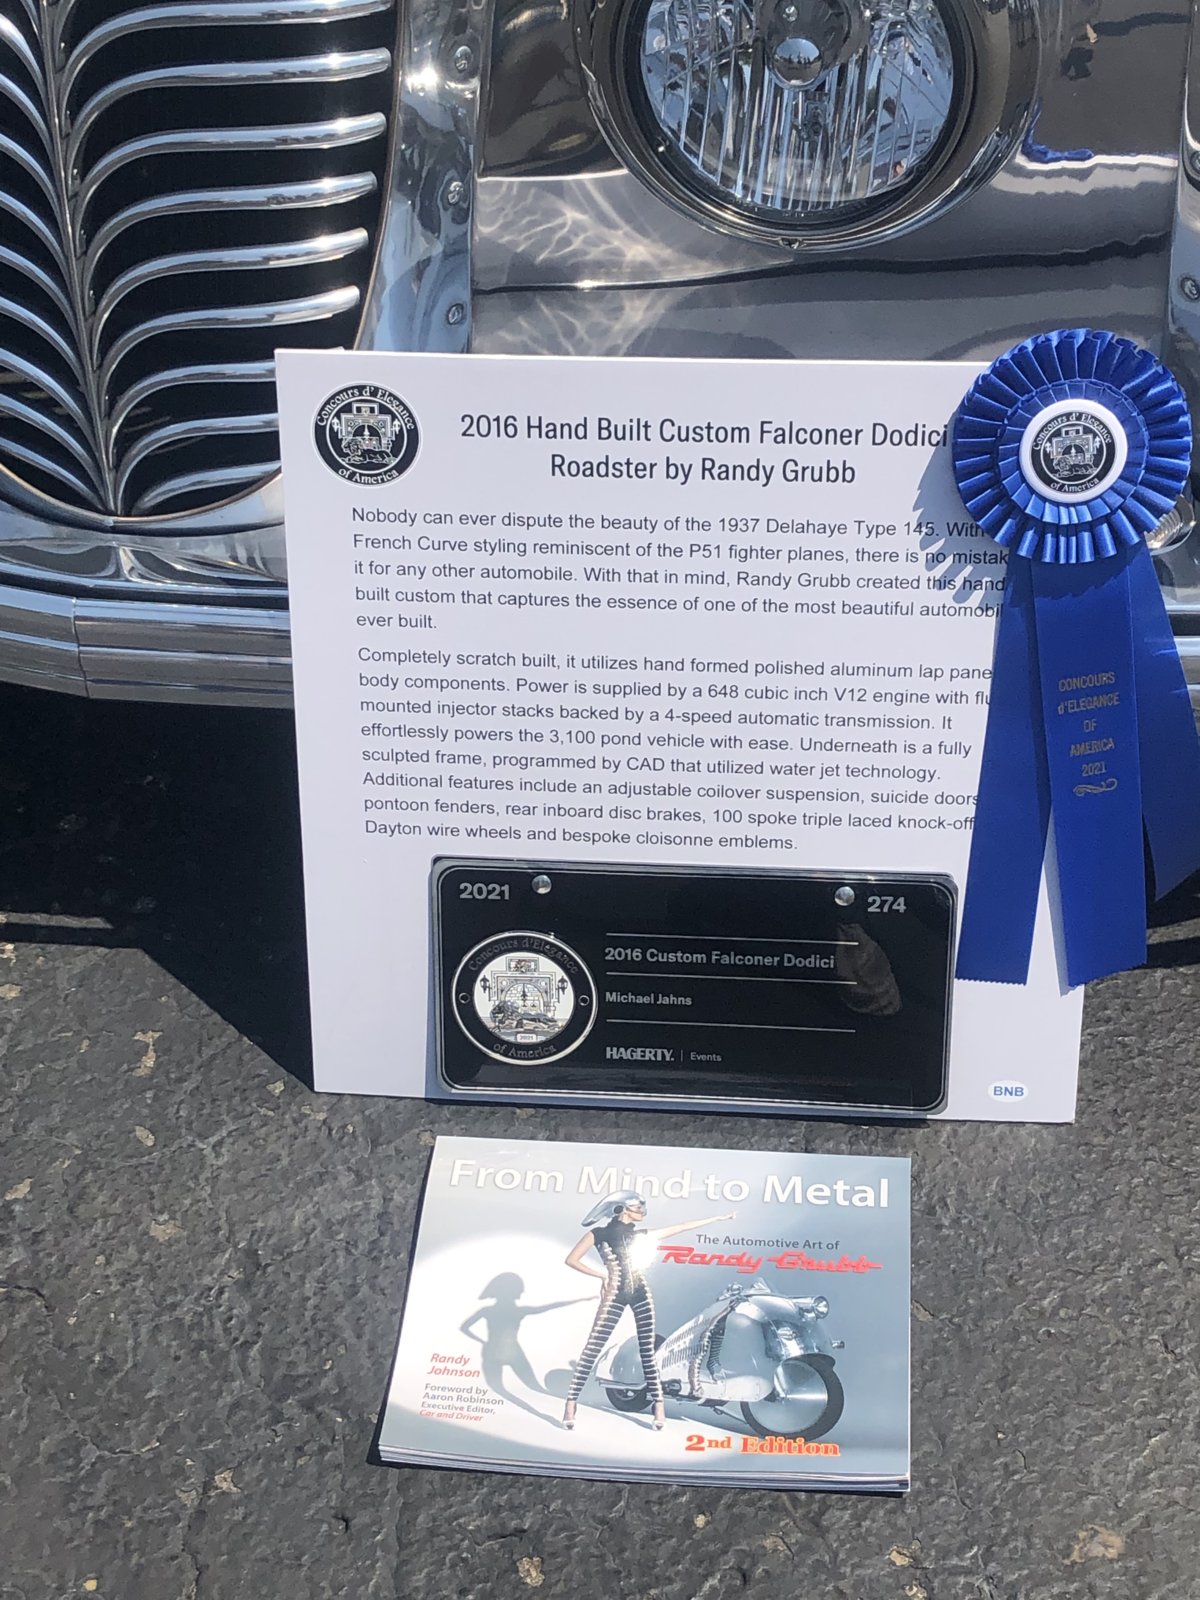 Concours d' Elegance
of America
2016 Hand Built Custom Falconer Dodici
Roadster by Randy Grubb
Nobody can ever dispute the beauty of the 1937 Delahaye Type 145. With
French Curve styling reminiscent of the P51 fighter planes, there is no mistak
it for any other automobile. With that in mind, Randy Grubb created this hand
built custom that captures the essence of one of the most beautiful automobil
ever built.
Completely scratch built, it utilizes hand formed polished aluminum lap pane
body components. Power is supplied by a 648 cubic inch V12 engine with flu
mounted injector stacks backed by a 4-speed automatic transmission. It
effortlessly powers the 3,100 pond vehicle with ease. Underneath is a fully
sculpted frame, programmed by CAD that utilized water jet technology.
Additional features include an adjustable coilover suspension, suicide doors
pontoon fenders, rear inboard disc brakes, 100 spoke triple laced knock-off
Dayton wire wheels and bespoke cloisonne emblems.
Concours d' Elegance
of America
CONCOURS
d'ELEGANCE
OF
AMERICA
2021
2021
274
Concours d'Elegance
2021
of America
2016 Custom Falconer Dodici
Michael Jahns
HAGERTY. | Events
BNB
From Mind to Metal
The Automotive Art of
Randy Grubb
Randy
Johnson
Foreword by
Aaron Robinson
Executive Editor,
Car and Driver
2nd Edition